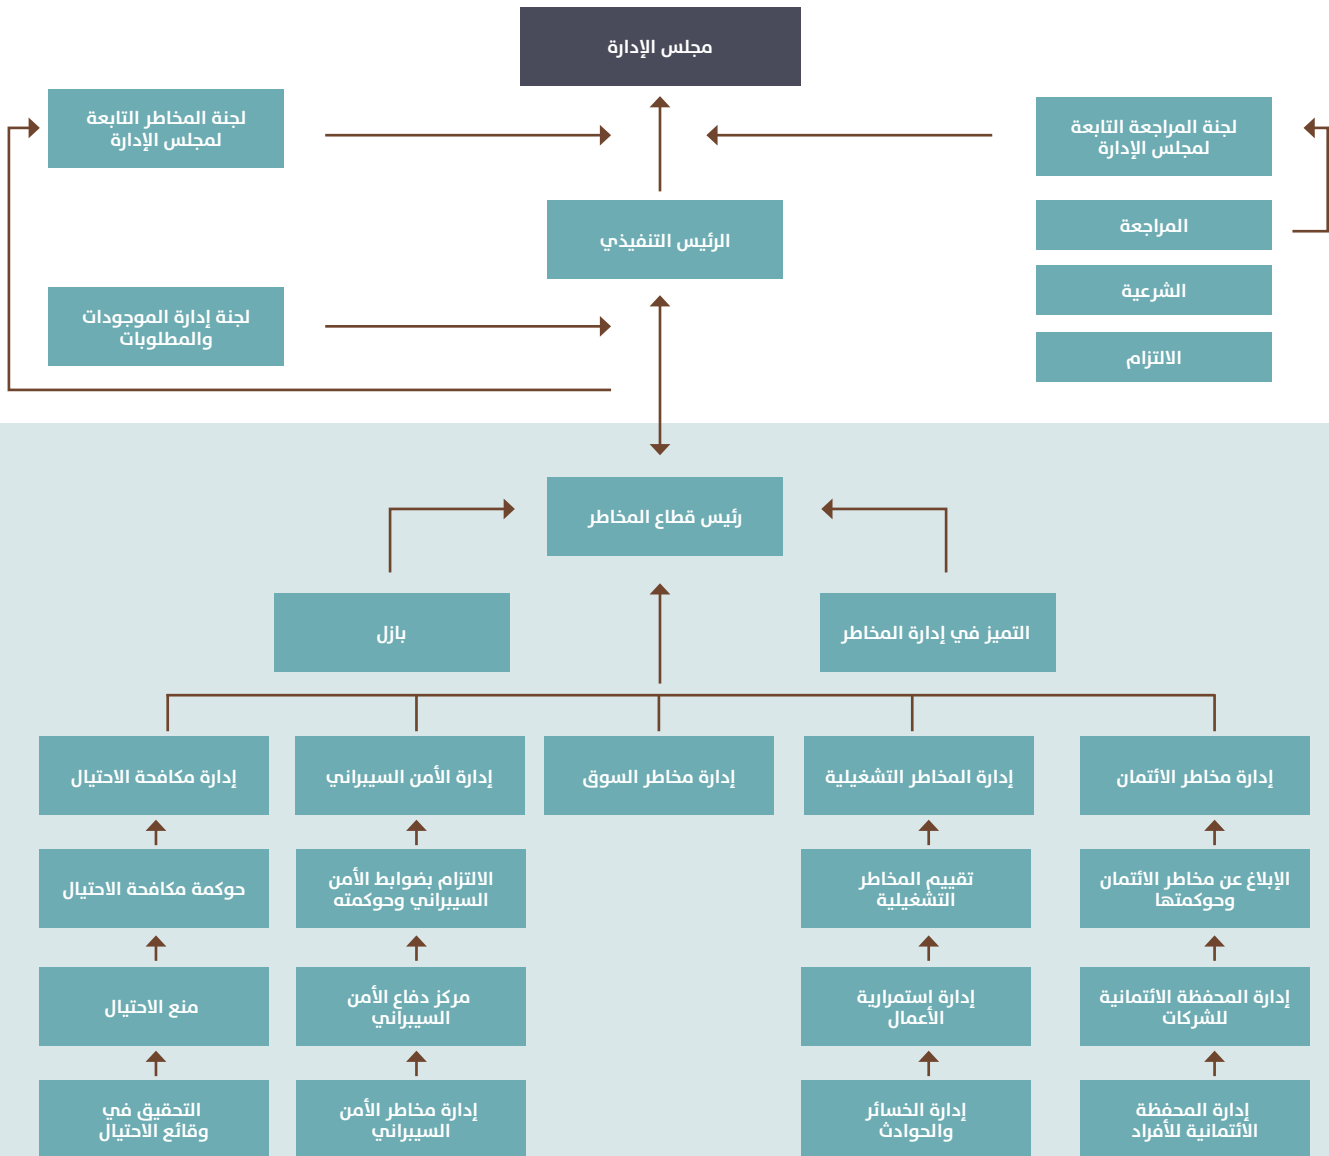 مجلس الإدارة
لجنة المراجعة التابعة
لمجلس الإدارة
لجنة المخاطر التابعة
لمجلس الإدارة
المراجعة
الرئيس التنفيذي
الشرعية
لجنة إدارة الموجودات
والمطلوبات
الالتزام
رئيس قطاع المخاطر
التميز في إدارة المخاطر
بازل
إدارة مخاطر الائتمان
إدارة المخاطر التشغيلية
إدارة مخاطر السوق
إدارة الأمن السيبراني
إدارة مكافحة الاحتيال
الإبلاغ عن مخاطر الائتمان
وحوكمتها
تقييم المخاطر
التشغيلية
الالتزام بضوابط الأمن
السيبراني وحوكمته
حوكمة مكافحة الاحتيال
إدارة المحفظة الائتمانية
للشركات
إدارة استمرارية
الأعمال
مركز دفاع الأمن
السيبراني
منع الاحتيال
إدارة المحفظة
الائتمانية للأفراد
إدارة الخسائر
والحوادث
إدارة مخاطر الأمن
السيبراني
التحقيق في
وقائع الاحتيال